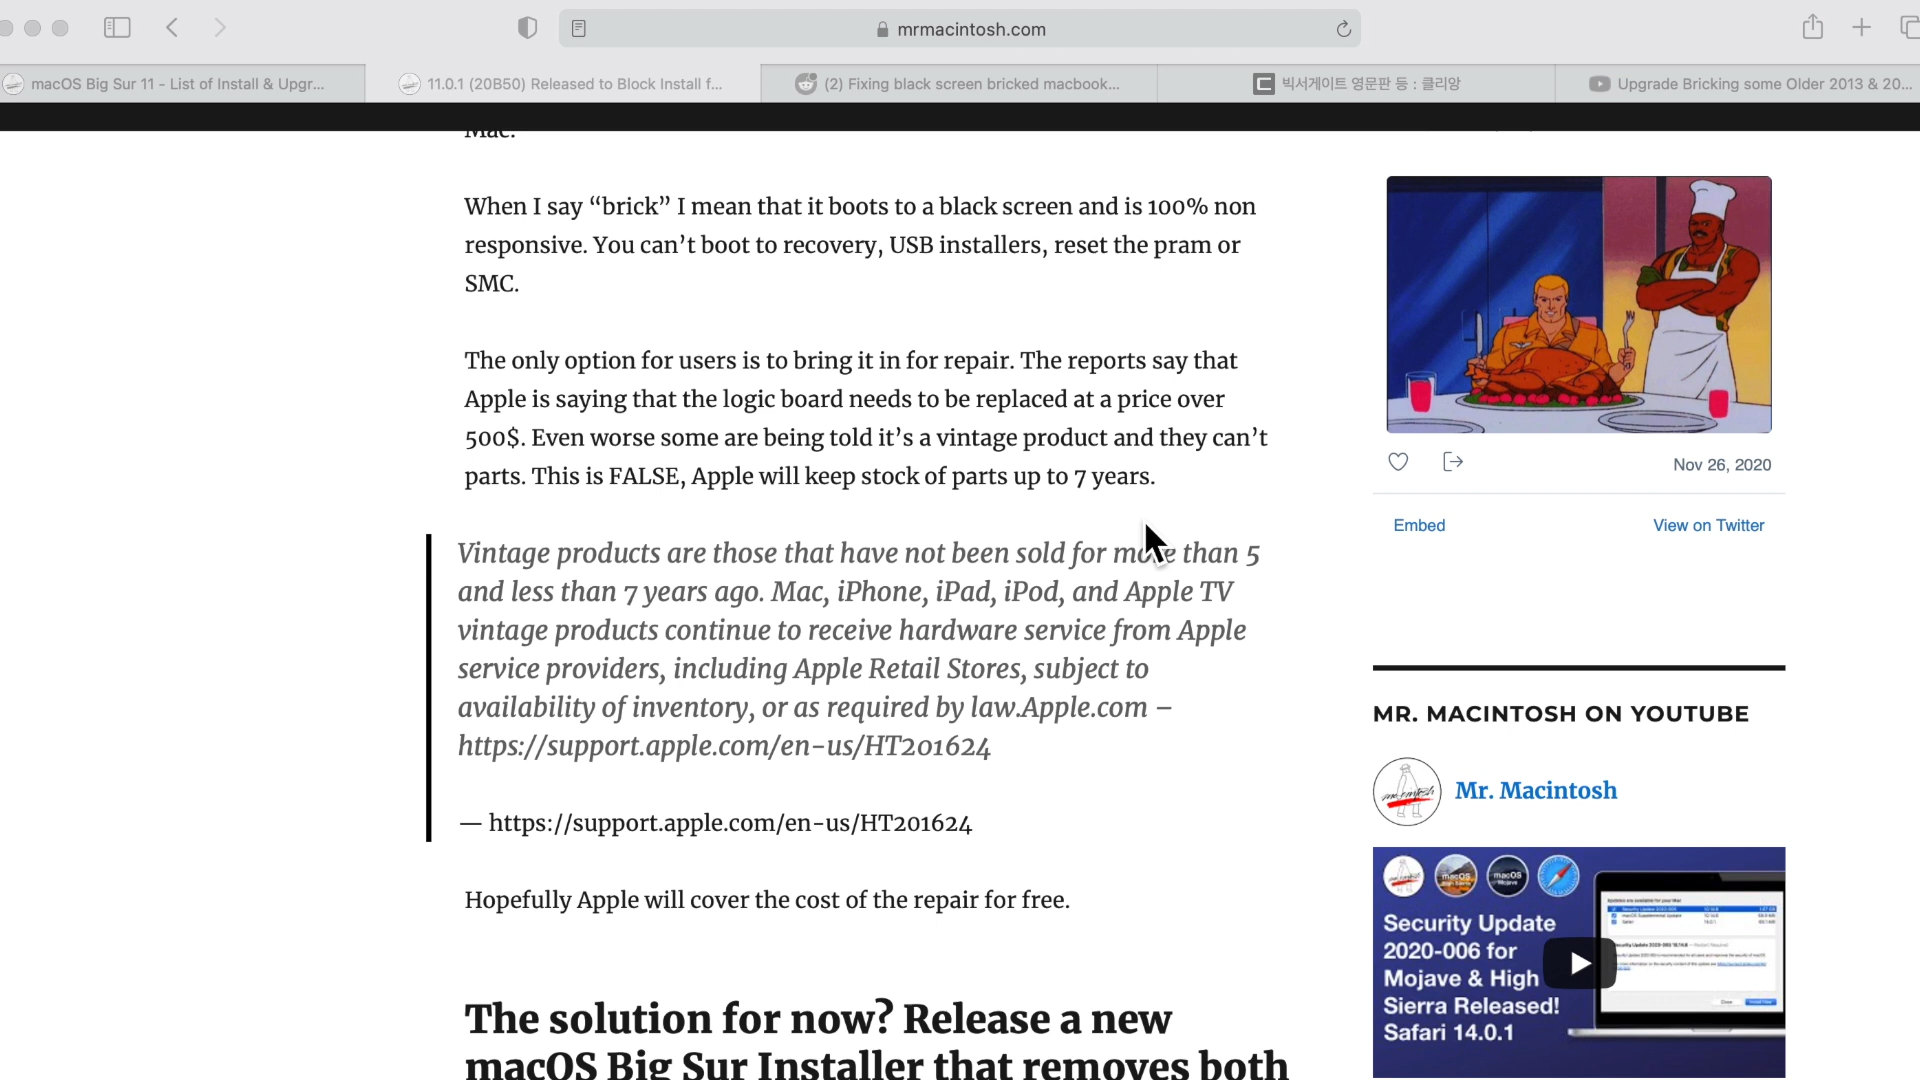 mrmacintosh.com
macOS Big Sur 11 - List of Install & Upgr...
11.0.1 (20B50) Released to Block Install f...
(2) Fixing black screen bricked macbook...
빅서게이트 영문판 등 : 클리앙
Upgrade Bricking some Older 2013 & 20...
Mac.
When I say “brick” I mean that it boots to a black screen and is 100% non
responsive. You can’t boot to recovery, USB installers, reset the pram or
SMC.
The only option for users is to bring it in for repair. The reports say that
Apple is saying that the logic board needs to be replaced at a price over
500$. Even worse some are being told it’s a vintage product and they can’t
parts. This is FALSE, Apple will keep stock of parts up to 7 years.
Vintage products are those that have not been sold for more than 5
and less than 7 years ago. Mac, iPhone, iPad, iPod, and Apple TV
vintage products continue to receive hardware service from Apple
service providers, including Apple Retail Stores, subject to
availability of inventory, or as required by law.Apple.com –
https://support.apple.com/en-us/HT201624
— https://support.apple.com/en-us/HT201624
Hopefully Apple will cover the cost of the repair for free.
The solution for now? Release a new
macOS Big Sur Installer that removes both
Nov 26, 2020
Embed
View on Twitter
MR. MACINTOSH ON YOUTUBE
Mr. Macintosh
Security Update
2020-006 for
Mojave & High
Sierra Released!
Safari 14.0.1